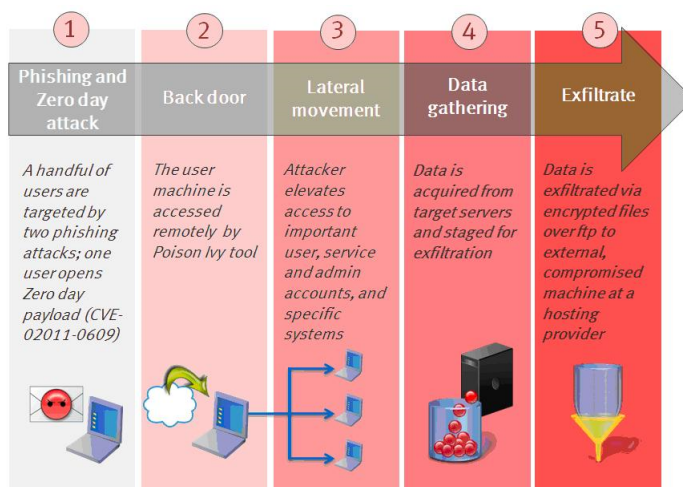 1
Phishing and
Zero day
attack
A handful of
users are
targeted by
two phishing
attacks; one
user opens
Zero day
payload (CVE-
02011-0609)
2
Back door
The user
machine is
accessed
remotely by
Poison Ivy tool
3
Lateral
movement
Attacker
elevates
access to
important
user, service
and admin
accounts, and
specific
systems
4
Data
gathering
Data is
acquired from
target servers
and staged for
exfiltration
5
Exfiltrate
Data is
exfiltrated via
encrypted files
over ftp to
external,
compromised
machine at a
hosting
provider